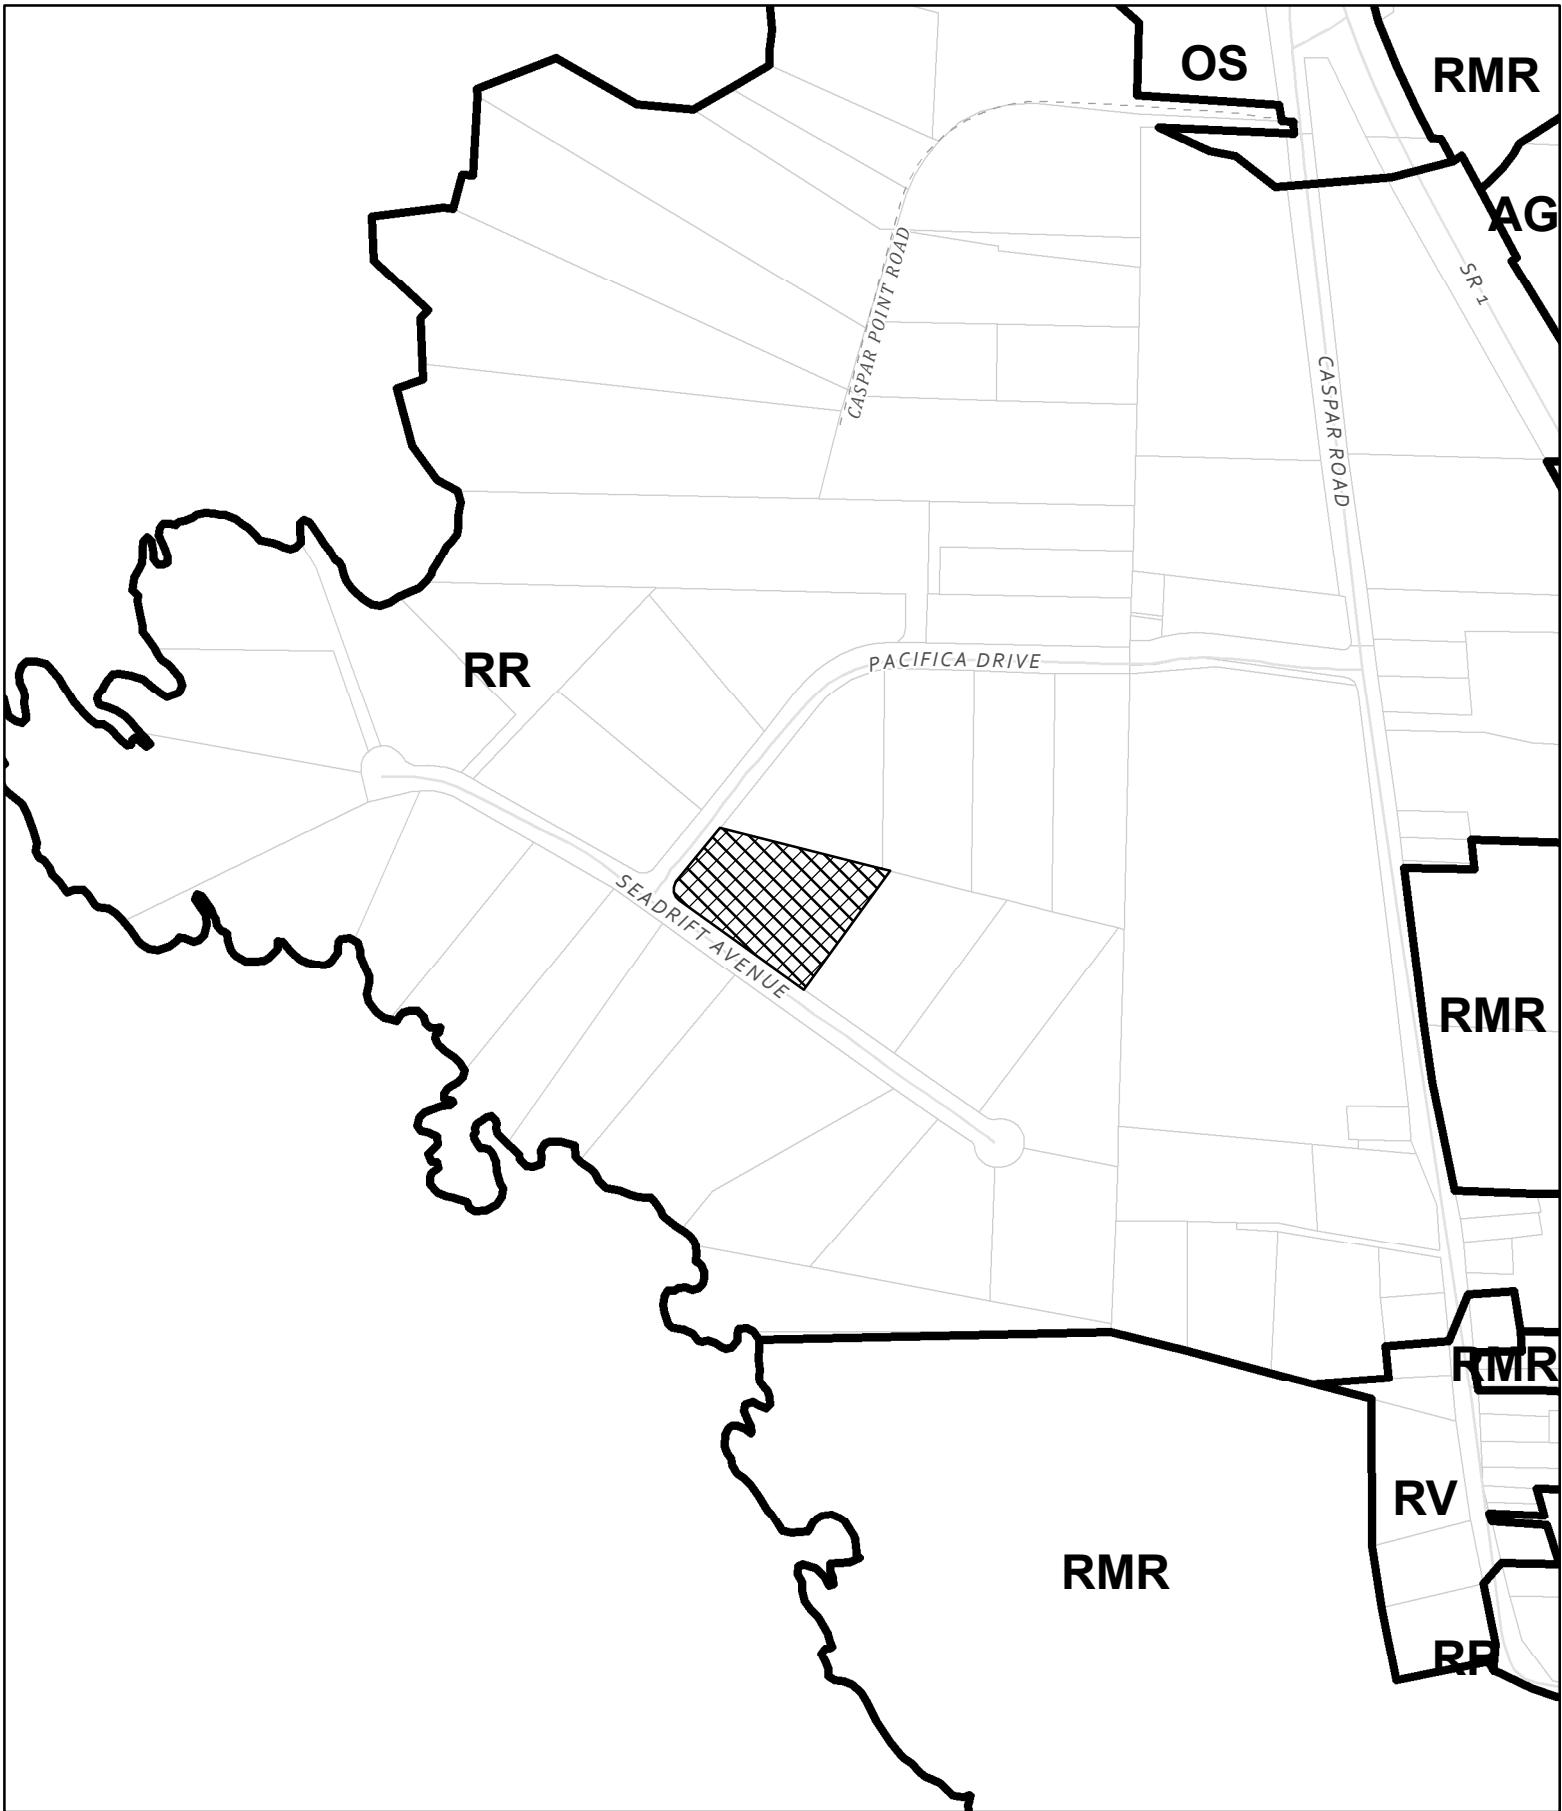 OS
RMR
AG
SR 1
CASPAR POINT ROAD
CASPAR ROAD
RR
PACIFICA DRIVE
SEADRIFT AVENUE
RMR
RMR
RV
RMR
RR